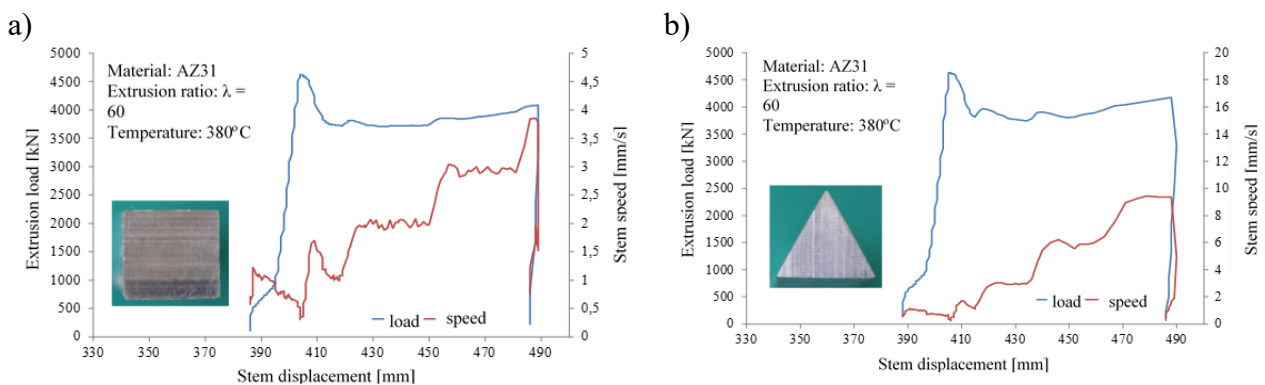 a)
Extrusion load [kN]
5000
4500
4000
3500
3000
2500
2000
1500
1000
500
0
Material: AZ31
Extrusion ratio: λ =
60
Temperature: 380ºC
load
speed
5
4,5
4
3,5
3
2,5
2
1,5
1
0,5
0
Stem speed [mm/s]
330 350 370 390 410 430 450 470 490
Stem displacement [mm]
b)
Extrusion load [kN]
5000
4500
4000
3500
3000
2500
2000
1500
1000
500
0
Material: AZ31
Extrusion ratio: λ =
60
Temperature: 380ºC
load
speed
20
18
16
14
12
10
8
6
4
2
0
Stem speed [mm/s]
330 350 370 390 410 430 450 470 490
Stem displacement [mm]